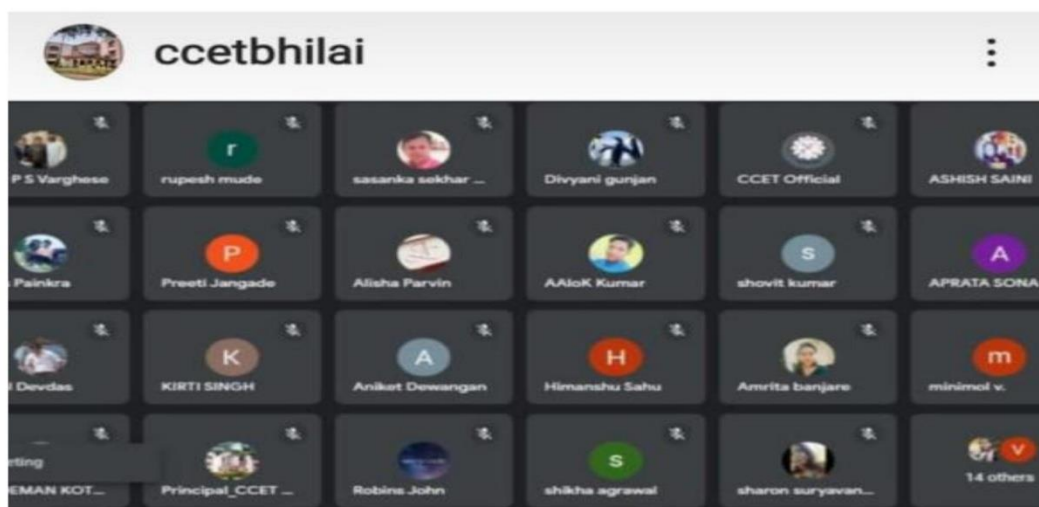 ccetbhilai
P S Varghese
r
rupesh mude
sasanka sekhar ...
Divyani gunjan
CCET Official
ASHISH SAINI
Painkra
P
Preeti Jangade
Alisha Parvin
AAloK Kumar
s
shovit kumar
A
APRATA SONA
Devdas
K
KIRTI SINGH
A
Aniket Dewangan
H
Himanshu Sahu
Amrita banjare
m
minimol v.
eting
EMAN KOT...
Principal_CCET ...
Robins John
s
shikha agrawal
sharon suryavan...
V
14 others